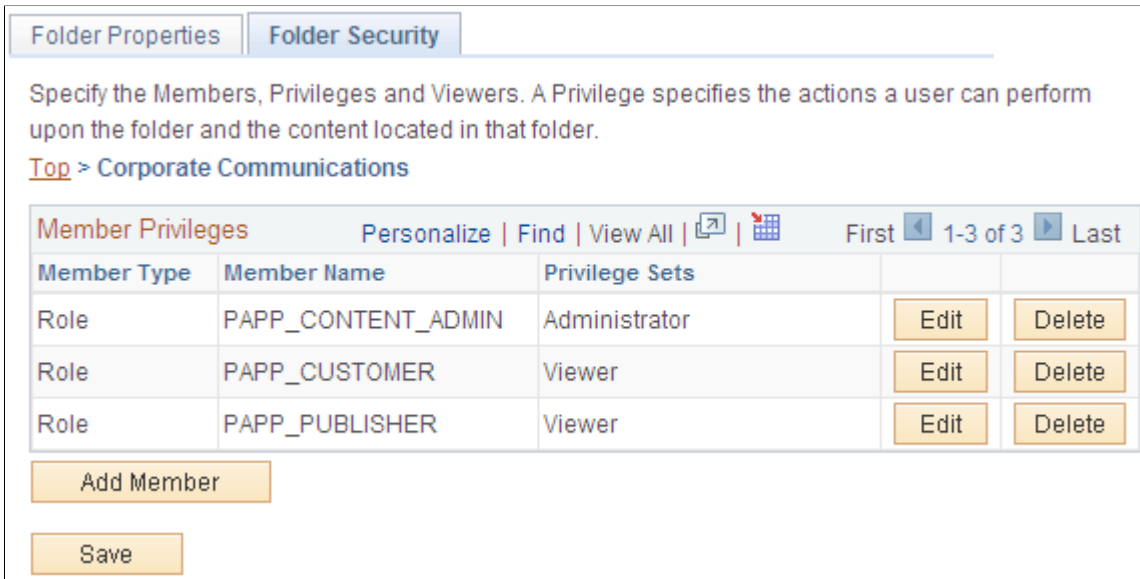 Folder Properties Folder Security
Specify the Members, Privileges and Viewers. A Privilege specifies the actions a user can perform
upon the folder and the content located in that folder.
Top > Corporate Communications
Member Privileges Personalize | Find | View All | | First 1-3 of 3 Last
Member Type Member Name Privilege Sets
Role PAPP_CONTENT_ADMIN Administrator Edit Delete
Role PAPP_CUSTOMER Viewer Edit Delete
Role PAPP_PUBLISHER Viewer Edit Delete
Add Member
Save